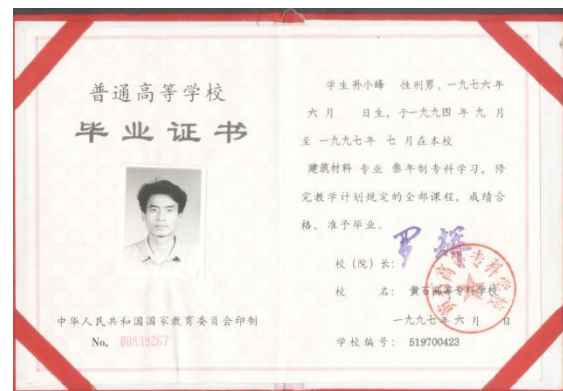 普通高等学校
毕业证书
中华人民共和国国家教育委员会印制
No. 00539267
学生孙小峰 性别男，一九七六年
六月 日生，于一九九四年九月
至一九九七年七月在本校
建筑材料 专业 叁年制专科学习，修
完教学计划规定的全部课程，成绩合
格，准予毕业。
校（院）长：
校 名：黄石高等专科学校
一九九七年六月 日
学校编号：519700423